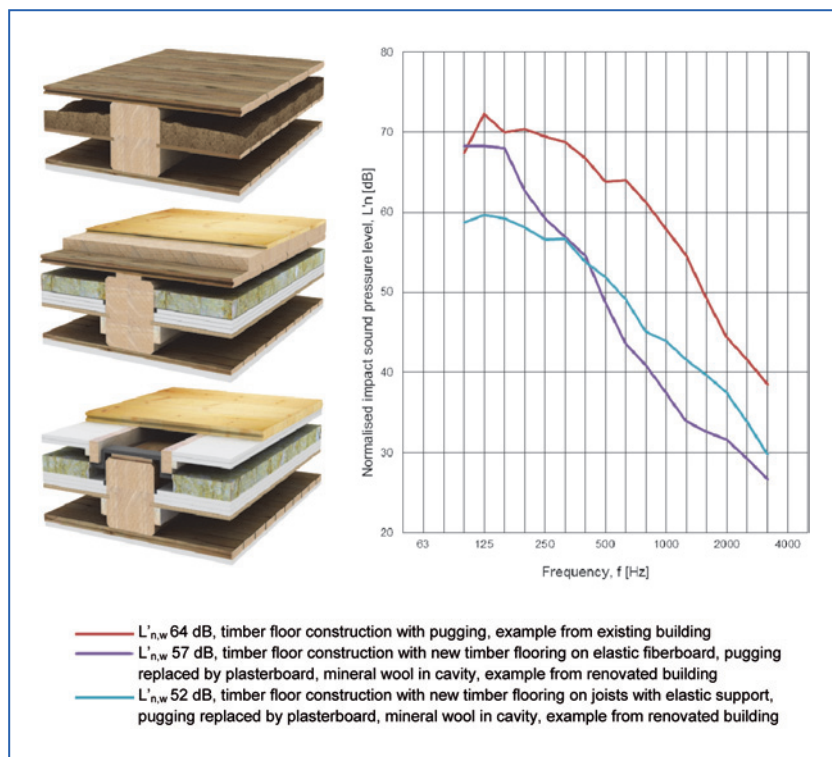 80
70
60
50
40
30
20
Normalised impact sound pressure level, L'n [dB]
63 125 250 500 1000 2000 4000
Frequency, f [Hz]
L'n,w 64 dB, timber floor construction with pugging, example from existing building
L'n,w 57 dB, timber floor construction with new timber flooring on elastic fiberboard, pugging
replaced by plasterboard, mineral wool in cavity, example from renovated building
L'n,w 52 dB, timber floor construction with new timber flooring on joists with elastic support,
pugging replaced by plasterboard, mineral wool in cavity, example from renovated building